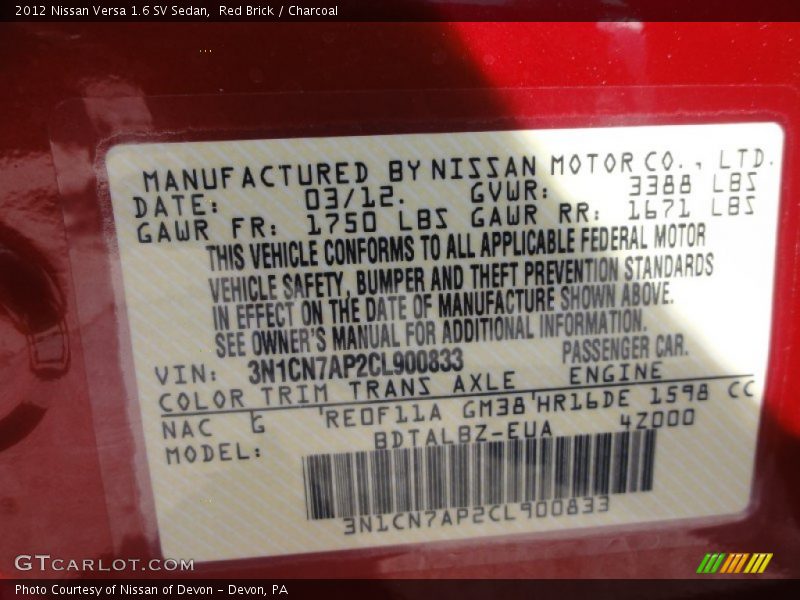 2012 Nissan Versa 1.6 SV Sedan, Red Brick / Charcoal
MANUFACTURED BY NISSAN MOTOR CO., LTD.
DATE: 03/12. GVWR: 3388 LBS
GAWR FR: 1750 LBS GAWR RR: 1671 LBS
THIS VEHICLE CONFORMS TO ALL APPLICABLE FEDERAL MOTOR
VEHICLE SAFETY, BUMPER AND THEFT PREVENTION STANDARDS
IN EFFECT ON THE DATE OF MANUFACTURE SHOWN ABOVE.
SEE OWNER'S MANUAL FOR ADDITIONAL INFORMATION.
VIN: 3N1CN7AP2CL900833 PASSENGER CAR.
COLOR TRIM TRANS AXLE ENGINE
NAC G RE0F11A GM38 HR16DE 1598 CC
MODEL: BDTALBZ-EUA 4Z000
3N1CN7AP2CL900833
GTCARLOT.COM
Photo Courtesy of Nissan of Devon - Devon, PA